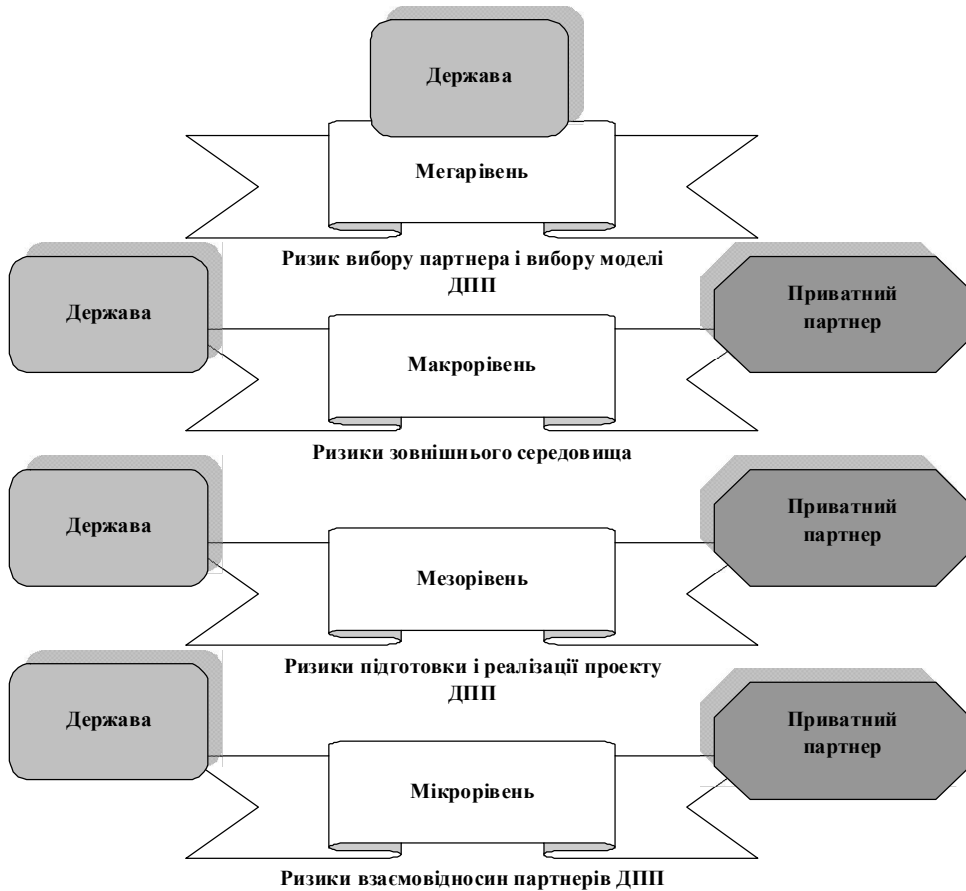 Держава
Мегарівень
Ризик вибору партнера і вибору моделі
ДПП
Держава
Макрорівень
Приватний
партнер
Ризики зовнішнього середовища
Держава
Мезорівень
Приватний
партнер
Ризики підготовки і реалізації проекту
ДПП
Держава
Мікрорівень
Приватний
партнер
Ризики взаємовідносин партнерів ДПП